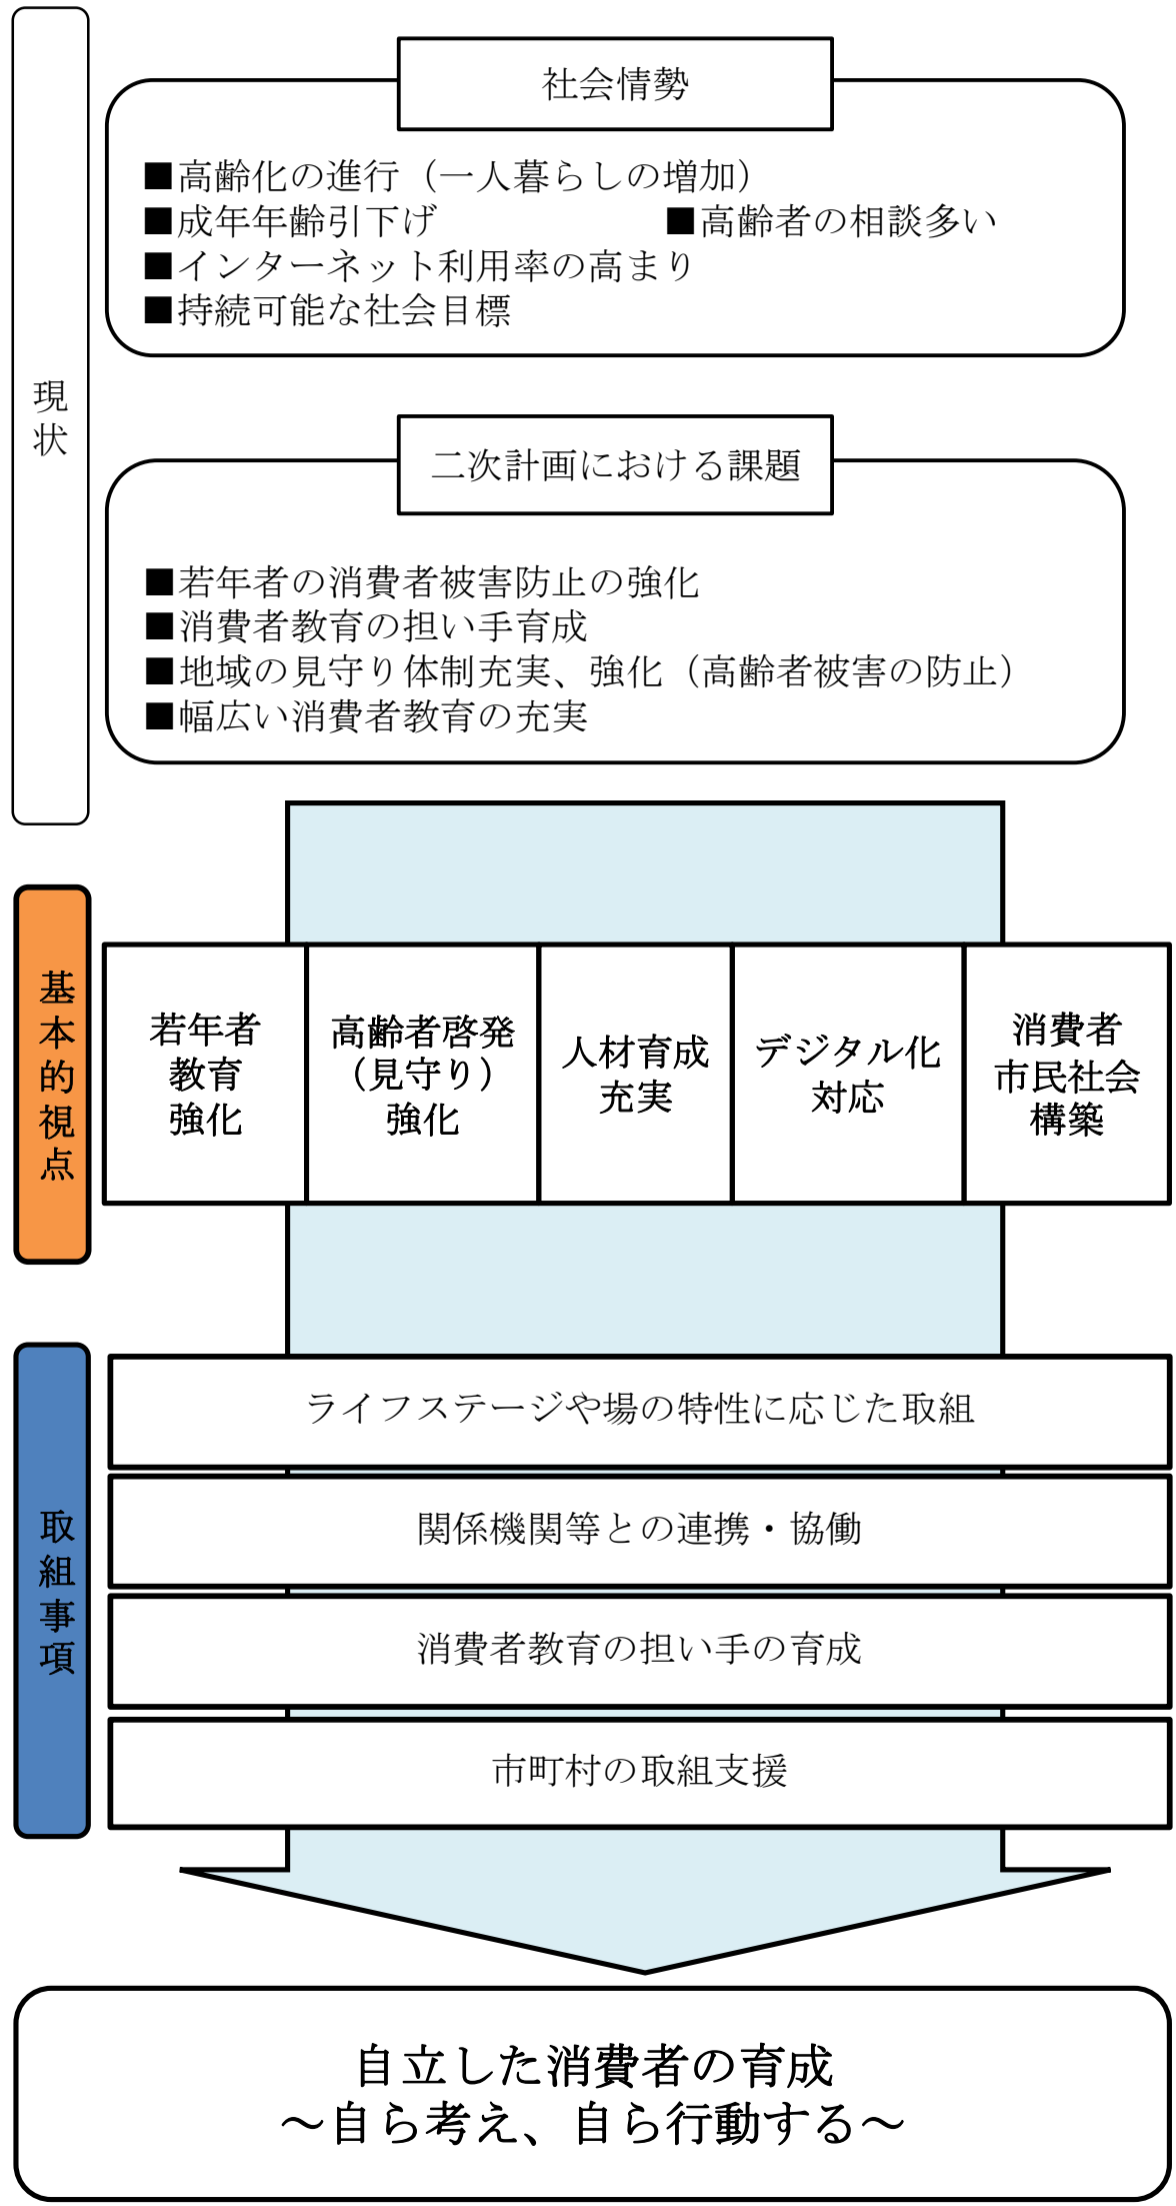 現状
社会情勢
■高齢化の進行（一人暮らしの増加）
■成年年齢引下げ ■高齢者の相談多い
■インターネット利用率の高まり
■持続可能な社会目標
二次計画における課題
■若年者の消費者被害防止の強化
■消費者教育の担い手育成
■地域の見守り体制充実、強化（高齢者被害の防止）
■幅広い消費者教育の充実
基本的視点
若年者
教育
強化
高齢者啓発
（見守り）
強化
人材育成
充実
デジタル化
対応
消費者
市民社会
構築
取組事項
ライフステージや場の特性に応じた取組
関係機関等との連携・協働
消費者教育の担い手の育成
市町村の取組支援
自立した消費者の育成
～自ら考え、自ら行動する～